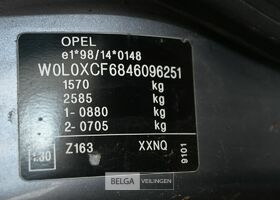 OPEL
e1*98/14*0148
W0L0XCF6846096251
1570 kg
2585 kg
1- 0880 kg
2- 0705 kg
Z163 XXNQ
9101
BELGA VEILINGEN